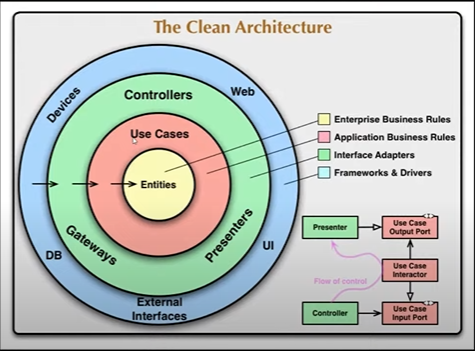 The Clean Architecture
Devices
Web
Controllers
Use Cases
Entities
Gateways
Presenters
DB
UI
External
Interfaces
Enterprise Business Rules
Application Business Rules
Interface Adapters
Frameworks & Drivers
Presenter
Use Case
Output Port
Flow of control
Use Case
Interactor
Controller
Use Case
Input Port